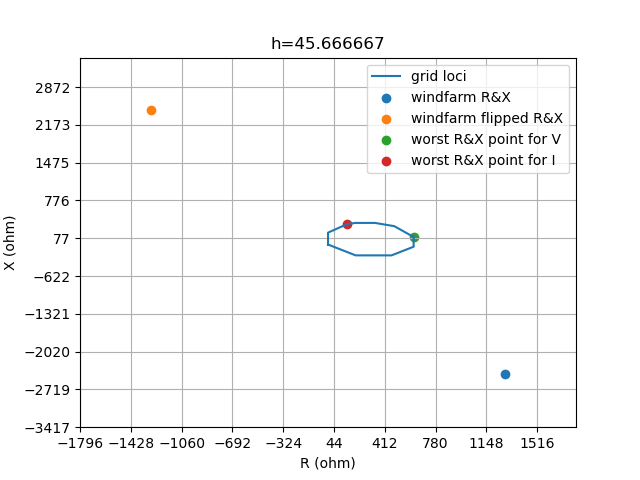 h=45.666667
grid loci
windfarm R&X
windfarm flipped R&X
worst R&X point for V
worst R&X point for I
2872
2173
1475
776
77
−622
−1321
−2020
−2719
−3417
X (ohm)
−1796 −1428 −1060 −692 −324 44 412 780 1148 1516
R (ohm)